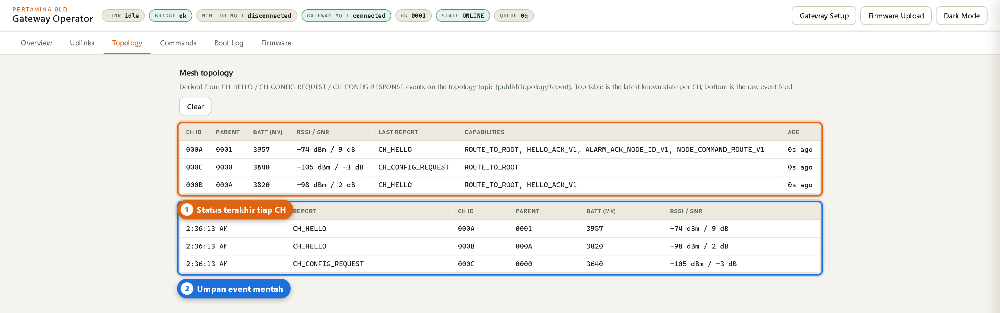 PERTAMINA GLD
Gateway Operator
LINK idle
BRIDGE ok
MONITOR MQTT disconnected
GATEWAY MQTT connected
GW 0001
STATE ONLINE
QUEUE 0q
Gateway Setup
Firmware Upload
Dark Mode
Overview
Uplinks
Topology
Commands
Boot Log
Firmware
Mesh topology
Derived from CH_HELLO / CH_CONFIG_REQUEST / CH_CONFIG_RESPONSE events on the topology topic (publishTopologyReport). Top table is the latest known state per CH; bottom is the raw event feed.
Clear
CH ID PARENT BATT (MV) RSSI / SNR LAST REPORT CAPABILITIES AGE
000A 0001 3957 -74 dBm / 9 dB CH_HELLO ROUTE_TO_ROOT, HELLO_ACK_V1, ALARM_ACK_NODE_ID_V1, NODE_COMMAND_ROUTE_V1 0s ago
000C 0000 3640 -105 dBm / -3 dB CH_CONFIG_REQUEST ROUTE_TO_ROOT 0s ago
000B 000A 3820 -98 dBm / 2 dB CH_HELLO ROUTE_TO_ROOT, HELLO_ACK_V1 0s ago
1 Status terakhir tiap CH
REPORT CH ID PARENT BATT (MV) RSSI / SNR
2:36:13 AM CH_HELLO 000A 0001 3957 -74 dBm / 9 dB
2:36:13 AM CH_HELLO 000B 000A 3820 -98 dBm / 2 dB
2:36:13 AM CH_CONFIG_REQUEST 000C 0000 3640 -105 dBm / -3 dB
2 Umpan event mentah